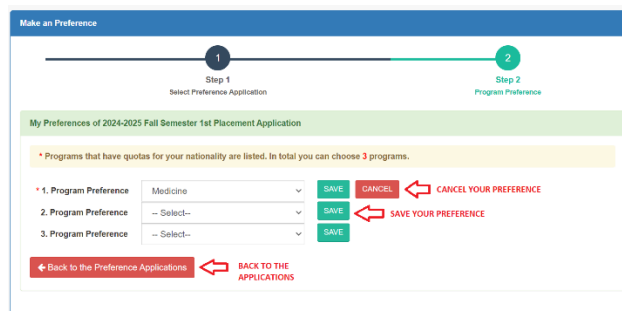 Make an Preference
1 2
Step 1 Step 2
Select Preference Application Program Preference
My Preferences of 2024-2025 Fall Semester 1st Placement Application
* Programs that have quotas for your nationality are listed. In total you can choose 3 programs.
* 1. Program Preference Medicine SAVE CANCEL CANCEL YOUR PREFERENCE
2. Program Preference -- Select-- SAVE SAVE YOUR PREFERENCE
3. Program Preference -- Select-- SAVE
Back to the Preference Applications BACK TO THE
APPLICATIONS